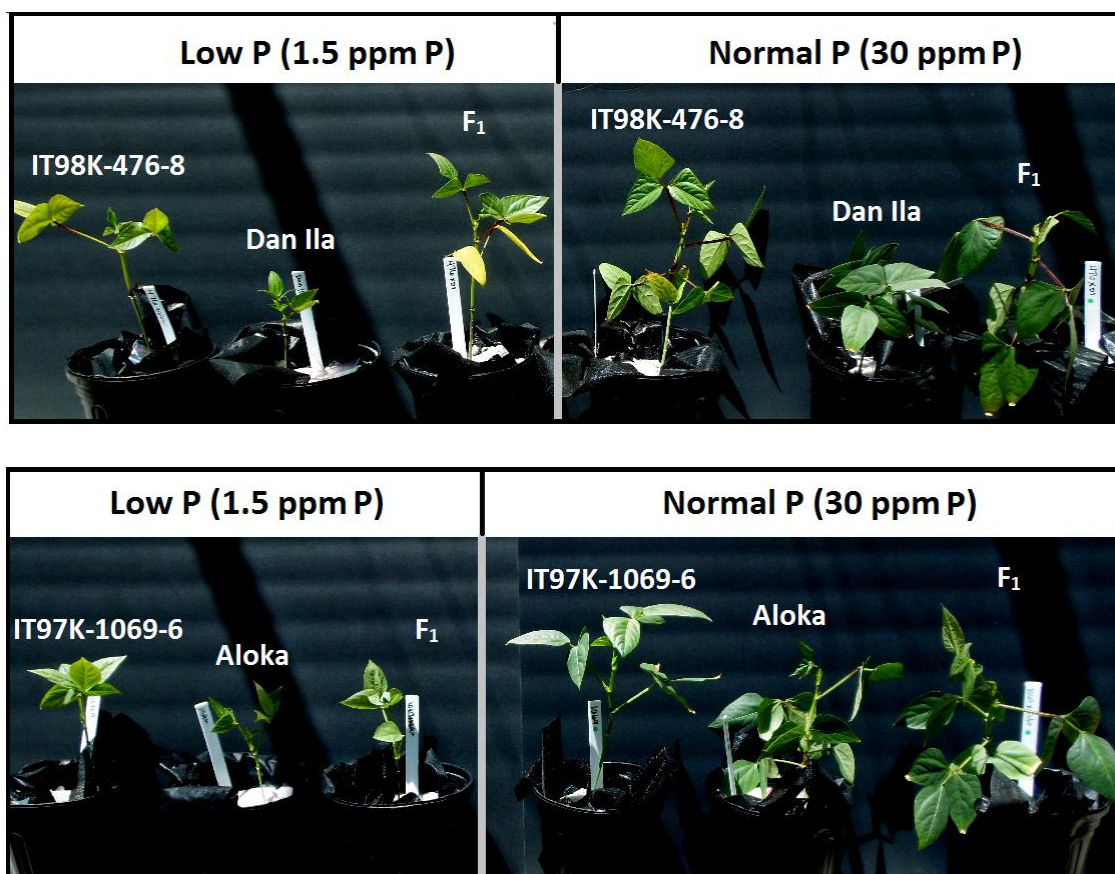 Low P (1.5 ppm P)
Normal P (30 ppm P)
IT98K-476-8
Dan Ila
F₁
IT98K-476-8
Dan Ila
F₁
Low P (1.5 ppm P)
Normal P (30 ppm P)
IT97K-1069-6
Aloka
F₁
IT97K-1069-6
Aloka
F₁